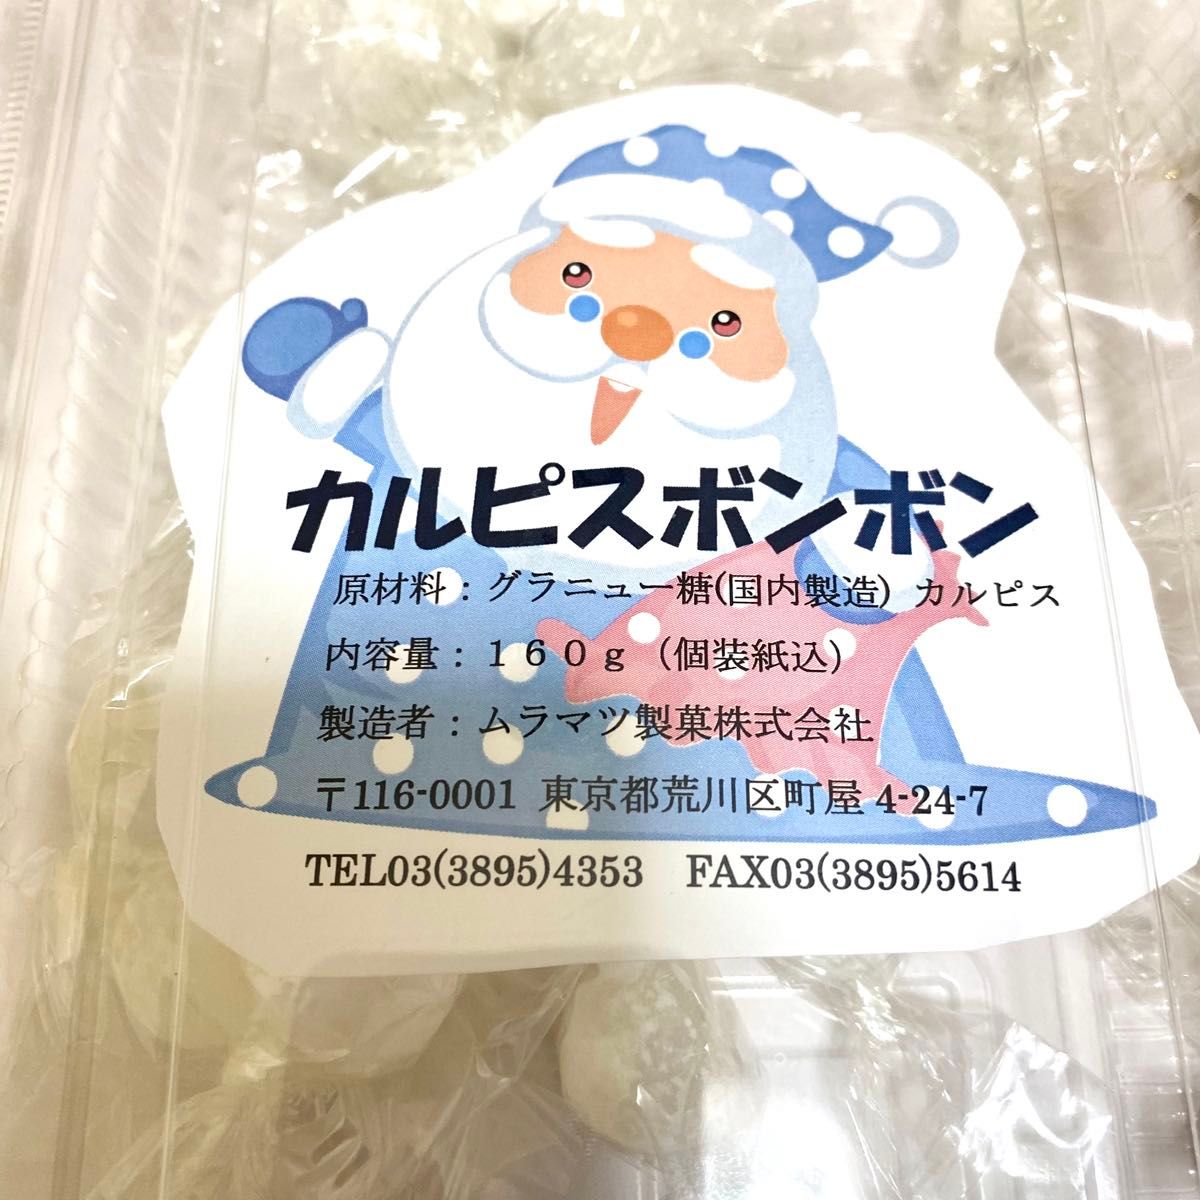 カルピスボンボン
原材料：グラニュー糖(国内製造) カルピス
内容量：１６０ｇ (個装紙込)
製造者：ムラマツ製菓株式会社
〒116-0001 東京都荒川区町屋 4-24-7
TEL03(3895)4353 FAX03(3895)5614